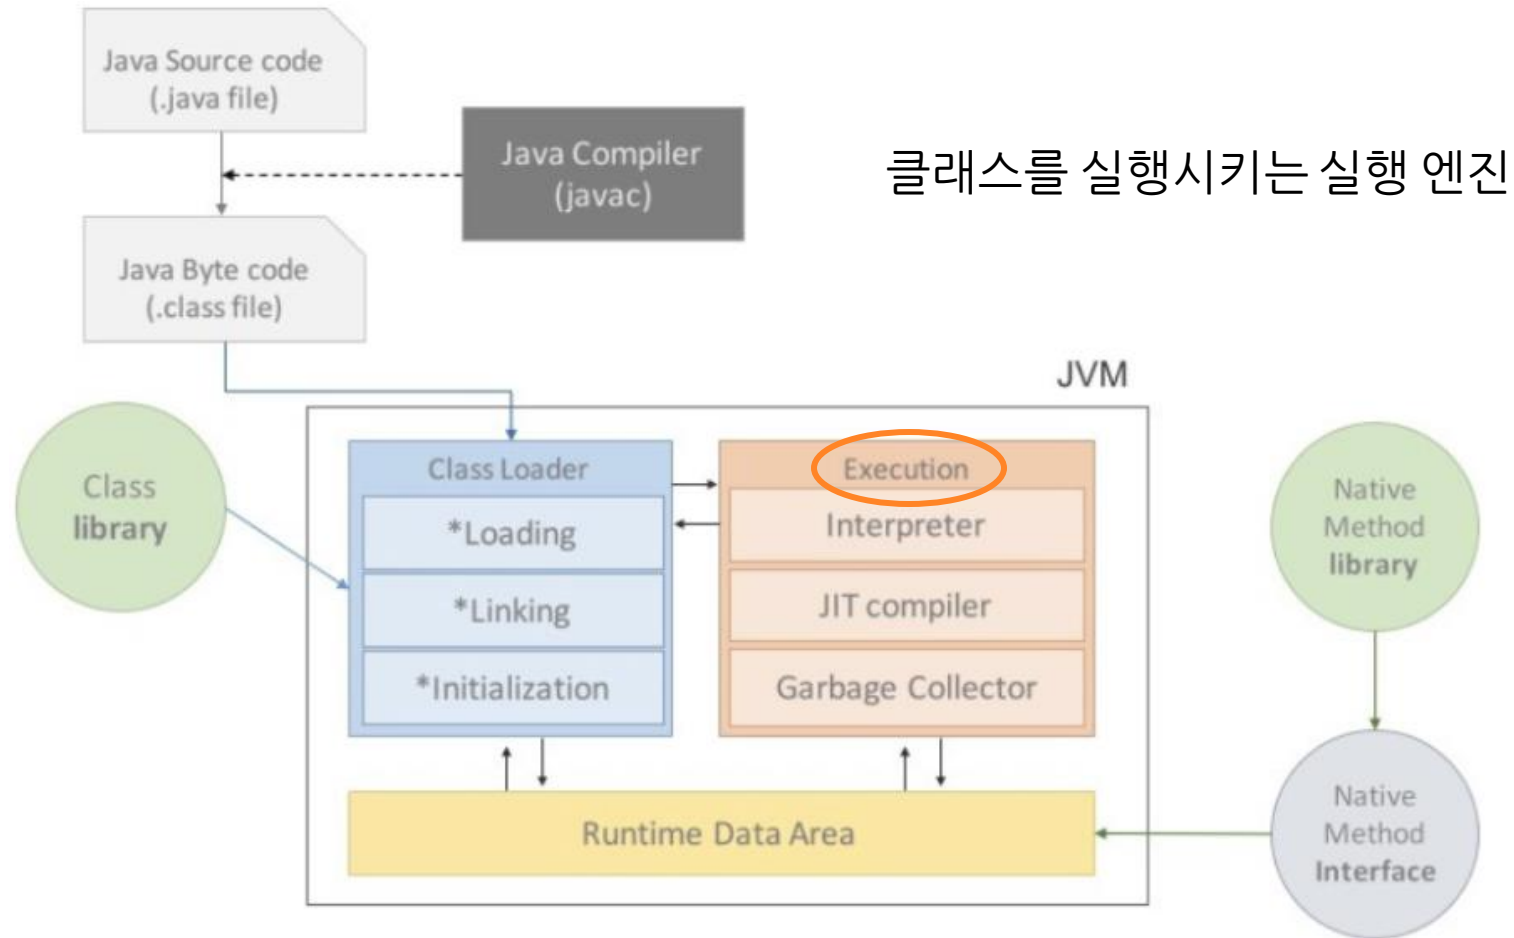 Java Source code
(.java file)
Java Compiler
(javac)
클래스를 실행시키는 실행 엔진
Java Byte code
(.class file)
JVM
Class
library
Class Loader
*Loading
*Linking
*Initialization
Execution
Interpreter
JIT compiler
Garbage Collector
Native
Method
library
Runtime Data Area
Native
Method
Interface